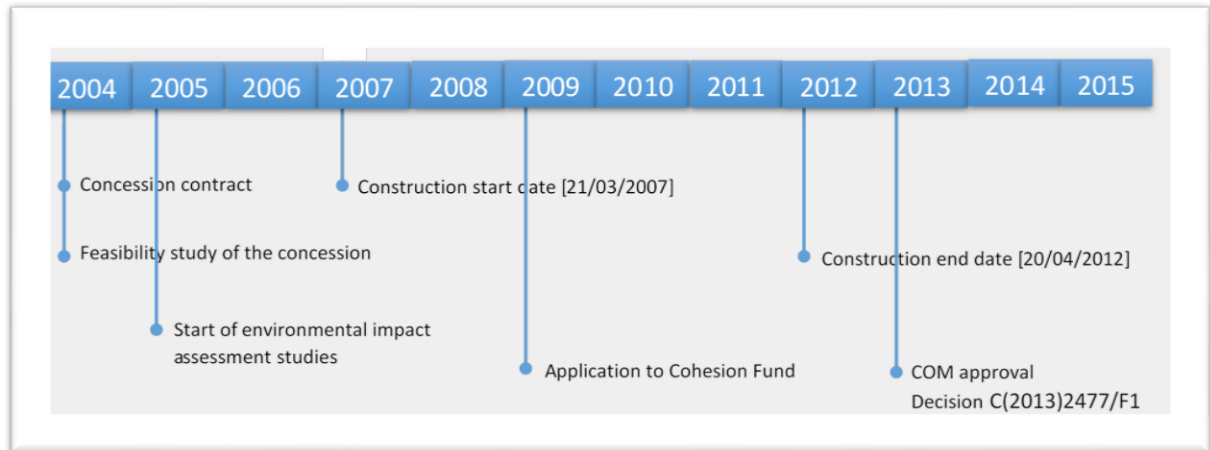 2004 2005 2006 2007 2008 2009 2010 2011 2012 2013 2014 2015
Concession contract
Construction start date [21/03/2007]
Feasibility study of the concession
Construction end date [20/04/2012]
Start of environmental impact
assessment studies
Application to Cohesion Fund
COM approval
Decision C(2013)2477/F1